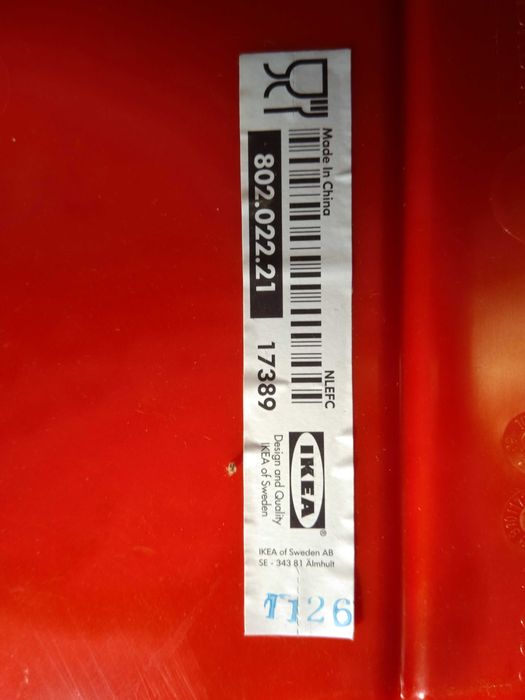 Made In China
NLEFC
802.022.21
17389
IKEA®
Design and Quality
IKEA of Sweden
IKEA of Sweden AB
SE - 343 81 Älmhult
1126